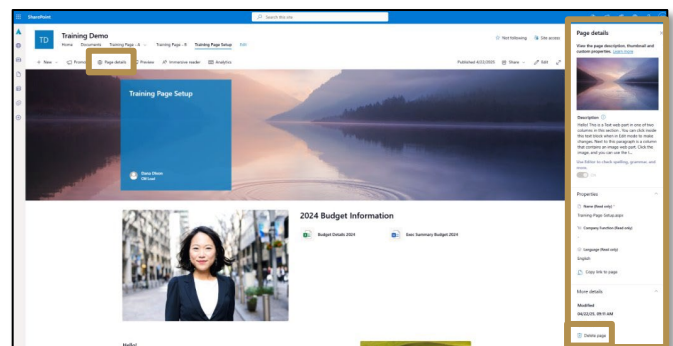 SharePoint
Search this site
TD
Training Demo
Home Documents Training Page - A Training Page - B Training Page Setup Edit
Not following Site access
+ New Promote Page details Preview Immersive reader Analytics
Published 4/22/2025 Share Edit
Training Page Setup
2024 Budget Information
Budget Details 2024 Exec Summary Budget 2024
Hello!
Page details
View the page description, thumbnail and
custom properties. Learn more
Description
Hello! This is a Text web part in one of two
columns in this section. You can click inside
this text block when in Edit mode to make
changes. Next to this paragraph is a column
that contains an image web part. Click the
image, and you can use the t...
Use Editor to check spelling, grammar, and
more.
Properties
Name (Read only) *
Training-Page-Setup.aspx
Company Function (Read only)
Language (Read only)
English
Copy link to page
More details
Modified
04/22/25, 09:11 AM
Delete page